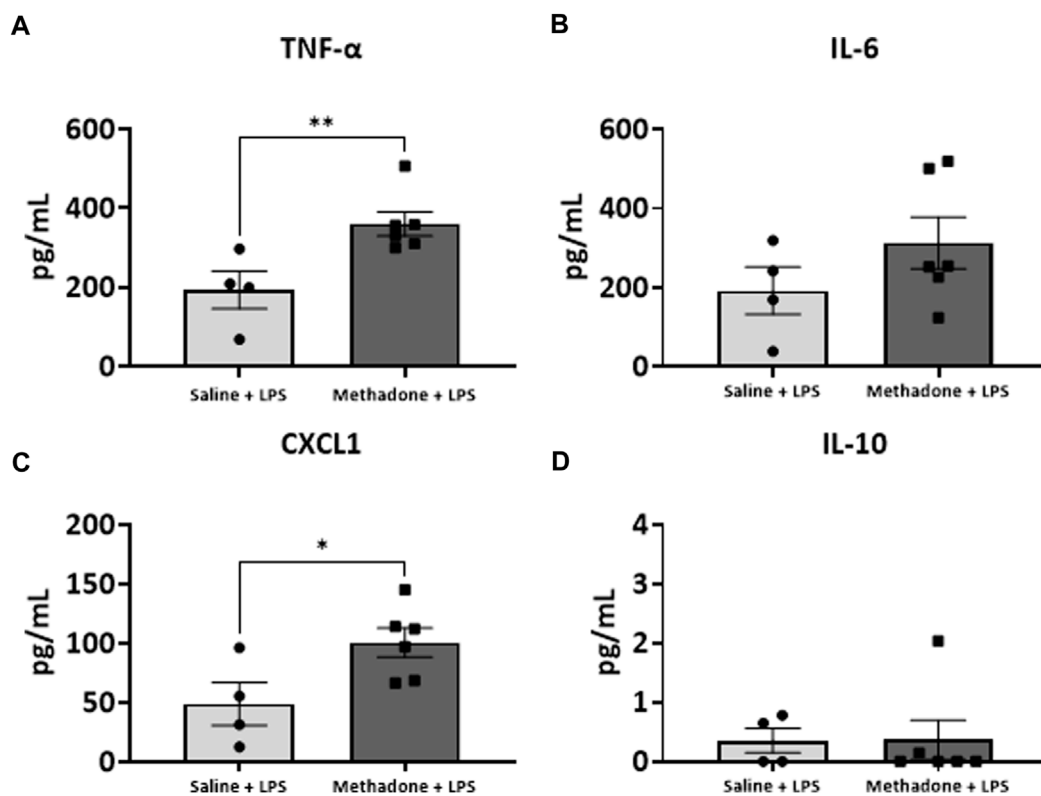 A
TNF-α
pg/mL
600
400
200
0
**
Saline + LPS
Methadone + LPS
B
IL-6
pg/mL
600
400
200
0
Saline + LPS
Methadone + LPS
C
CXCL1
pg/mL
200
150
100
50
0
*
Saline + LPS
Methadone + LPS
D
IL-10
pg/mL
4
3
2
1
0
Saline + LPS
Methadone + LPS